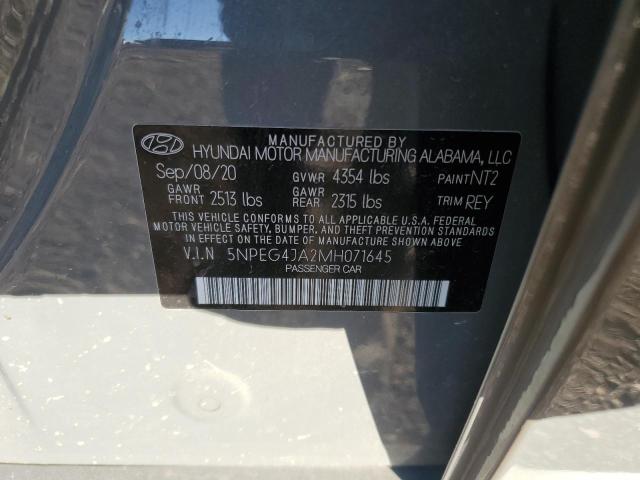 MANUFACTURED BY
HYUNDAI MOTOR MANUFACTURING ALABAMA, LLC
Sep/08/20 GVWR 4354 lbs PAINT NT2
GAWR FRONT 2513 lbs GAWR REAR 2315 lbs TRIM REY
THIS VEHICLE CONFORMS TO ALL APPLICABLE U.S.A. FEDERAL
MOTOR VEHICLE SAFETY, BUMPER, AND THEFT PREVENTION STANDARDS
IN EFFECT ON THE DATE OF MANUFACTURE SHOWN ABOVE.
V.I.N 5NPEG4JA2MH071645
PASSENGER CAR